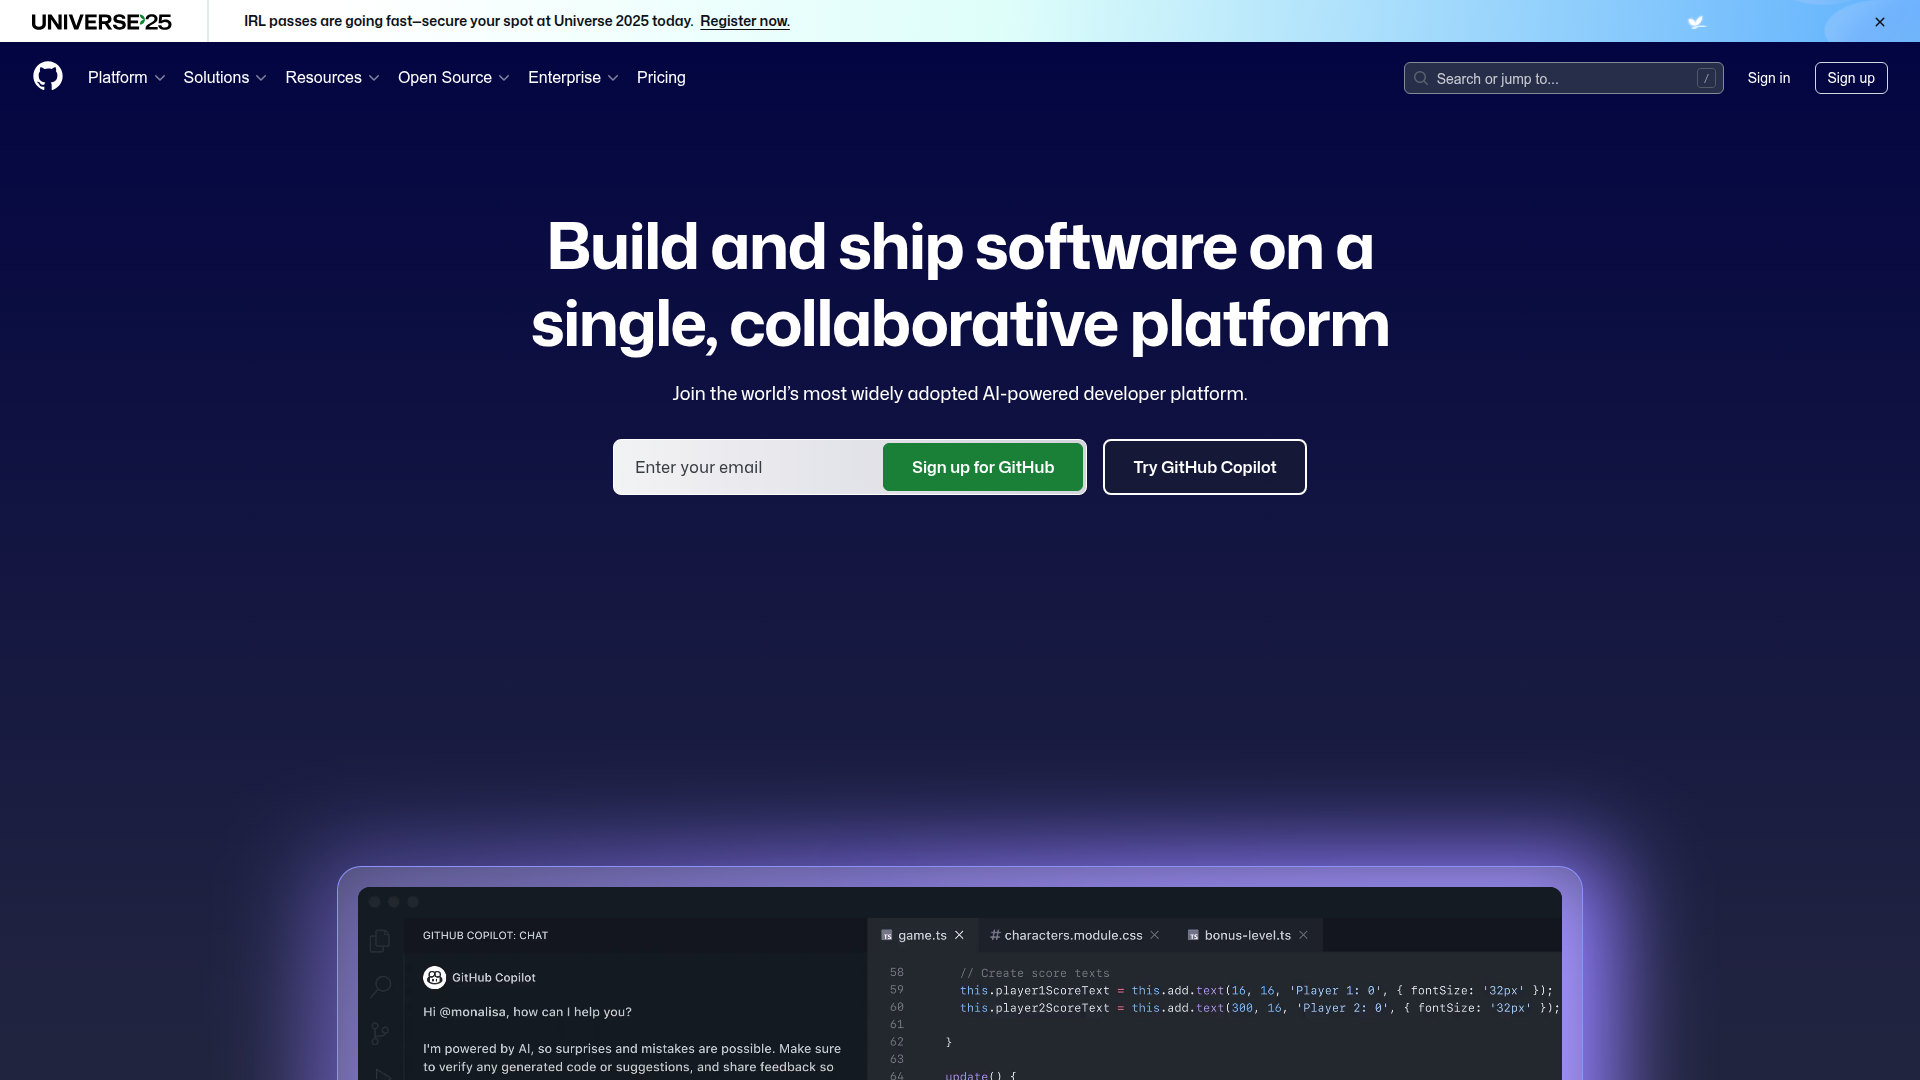 UNIVERSE'25
IRL passes are going fast—secure your spot at Universe 2025 today. Register now.
Platform
Solutions
Resources
Open Source
Enterprise
Pricing
Search or jump to...
/
Sign in
Sign up
Build and ship software on a
single, collaborative platform
Join the world’s most widely adopted AI-powered developer platform.
Enter your email
Sign up for GitHub
Try GitHub Copilot
GITHUB COPILOT: CHAT
GitHub Copilot
Hi @monalisa, how can I help you?
I'm powered by AI, so surprises and mistakes are possible. Make sure
to verify any generated code or suggestions, and share feedback so
TS game.ts
# characters.module.css
TS bonus-level.ts
58 // Create score texts
59 this.player1ScoreText = this.add.text(16, 16, 'Player 1: 0', { fontSize: '32px' });
60 this.player2ScoreText = this.add.text(300, 16, 'Player 2: 0', { fontSize: '32px' });
61
62 }
63
64 update() {